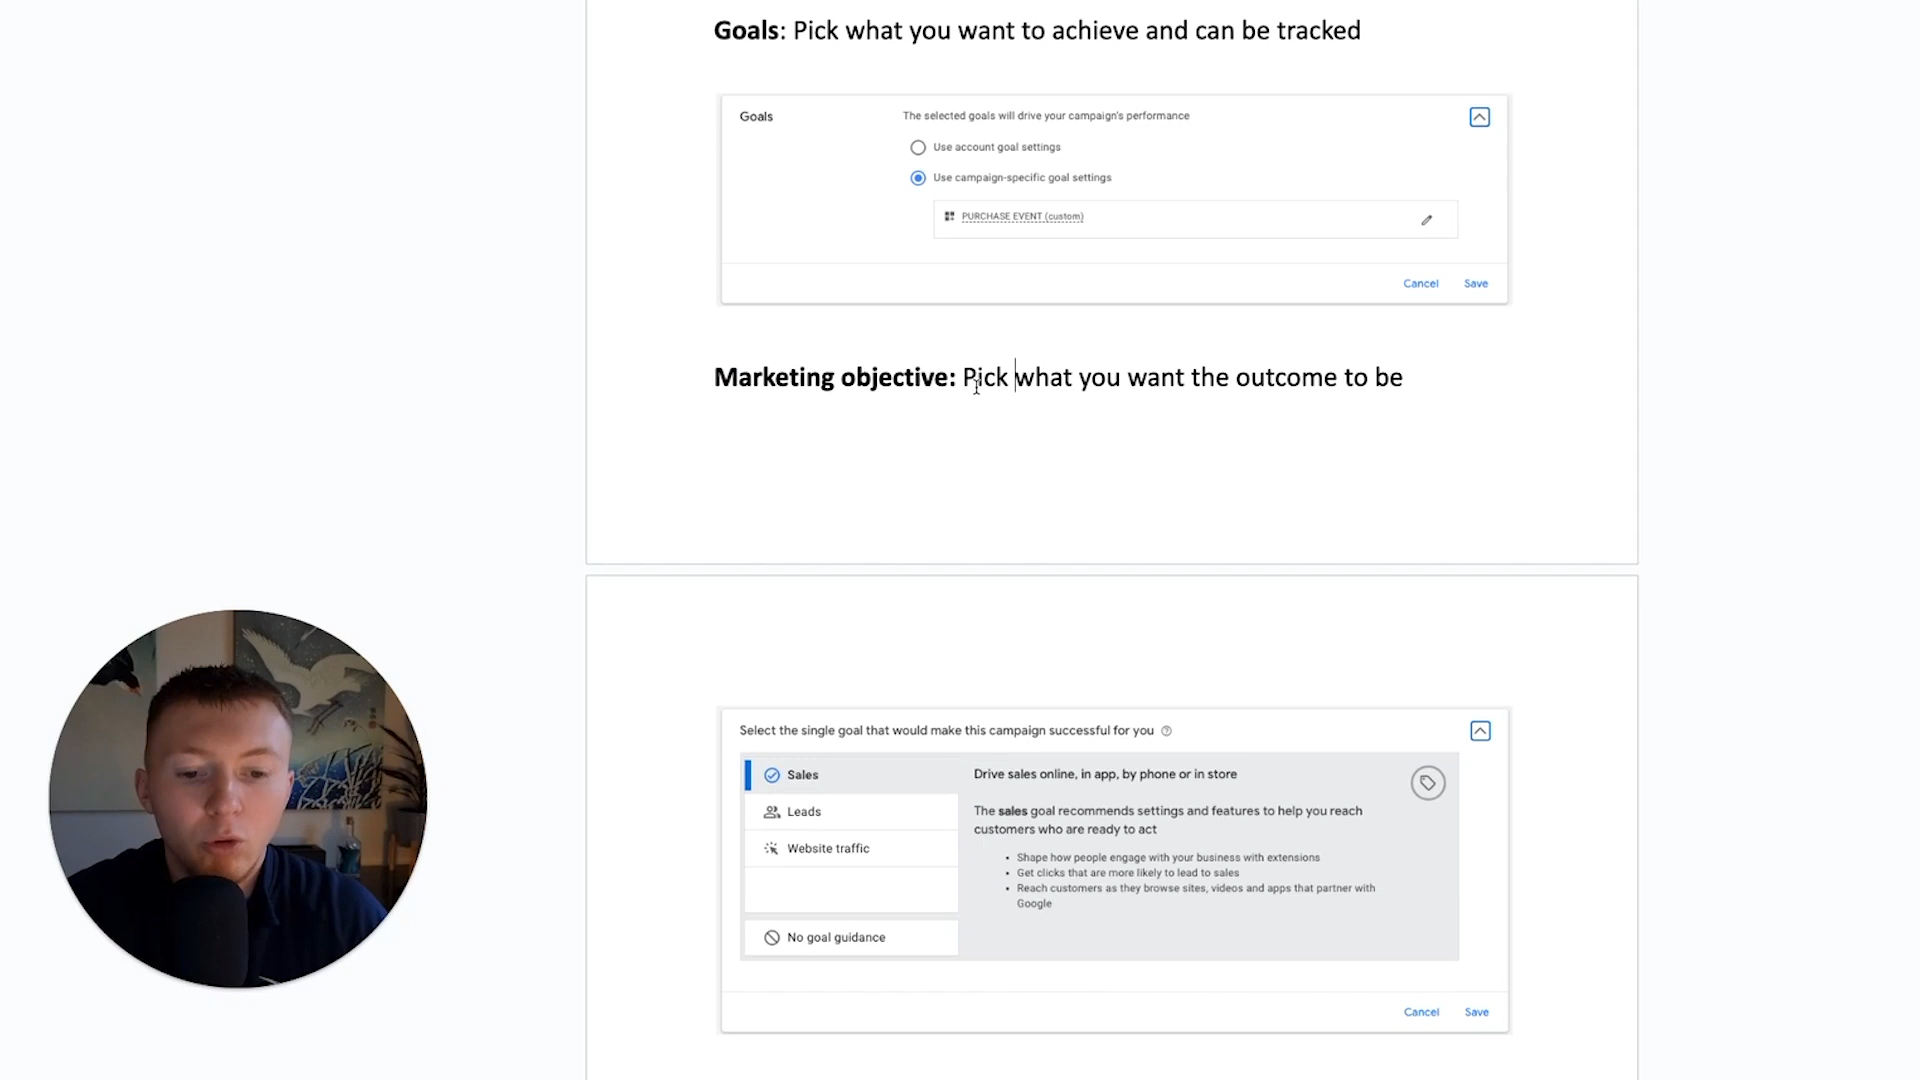 Goals: Pick what you want to achieve and can be tracked
Goals
The selected goals will drive your campaign's performance
Use account goal settings
Use campaign-specific goal settings
PURCHASE EVENT (custom)
Cancel
Save
Marketing objective: Pick what you want the outcome to be
Select the single goal that would make this campaign successful for you
Sales
Leads
Website traffic
No goal guidance
Drive sales online, in app, by phone or in store
The sales goal recommends settings and features to help you reach
customers who are ready to act
• Shape how people engage with your business with extensions
• Get clicks that are more likely to lead to sales
• Reach customers as they browse sites, videos and apps that partner with
Google
Cancel
Save